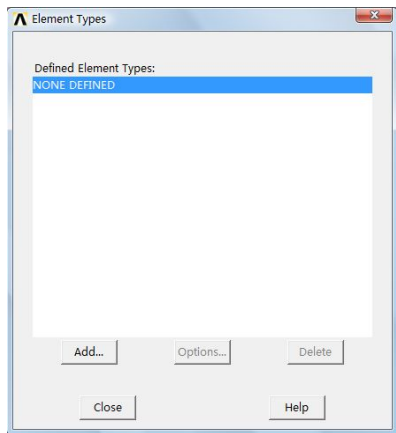 Element Types
Defined Element Types:
NONE DEFINED
Add... Options... Delete
Close Help